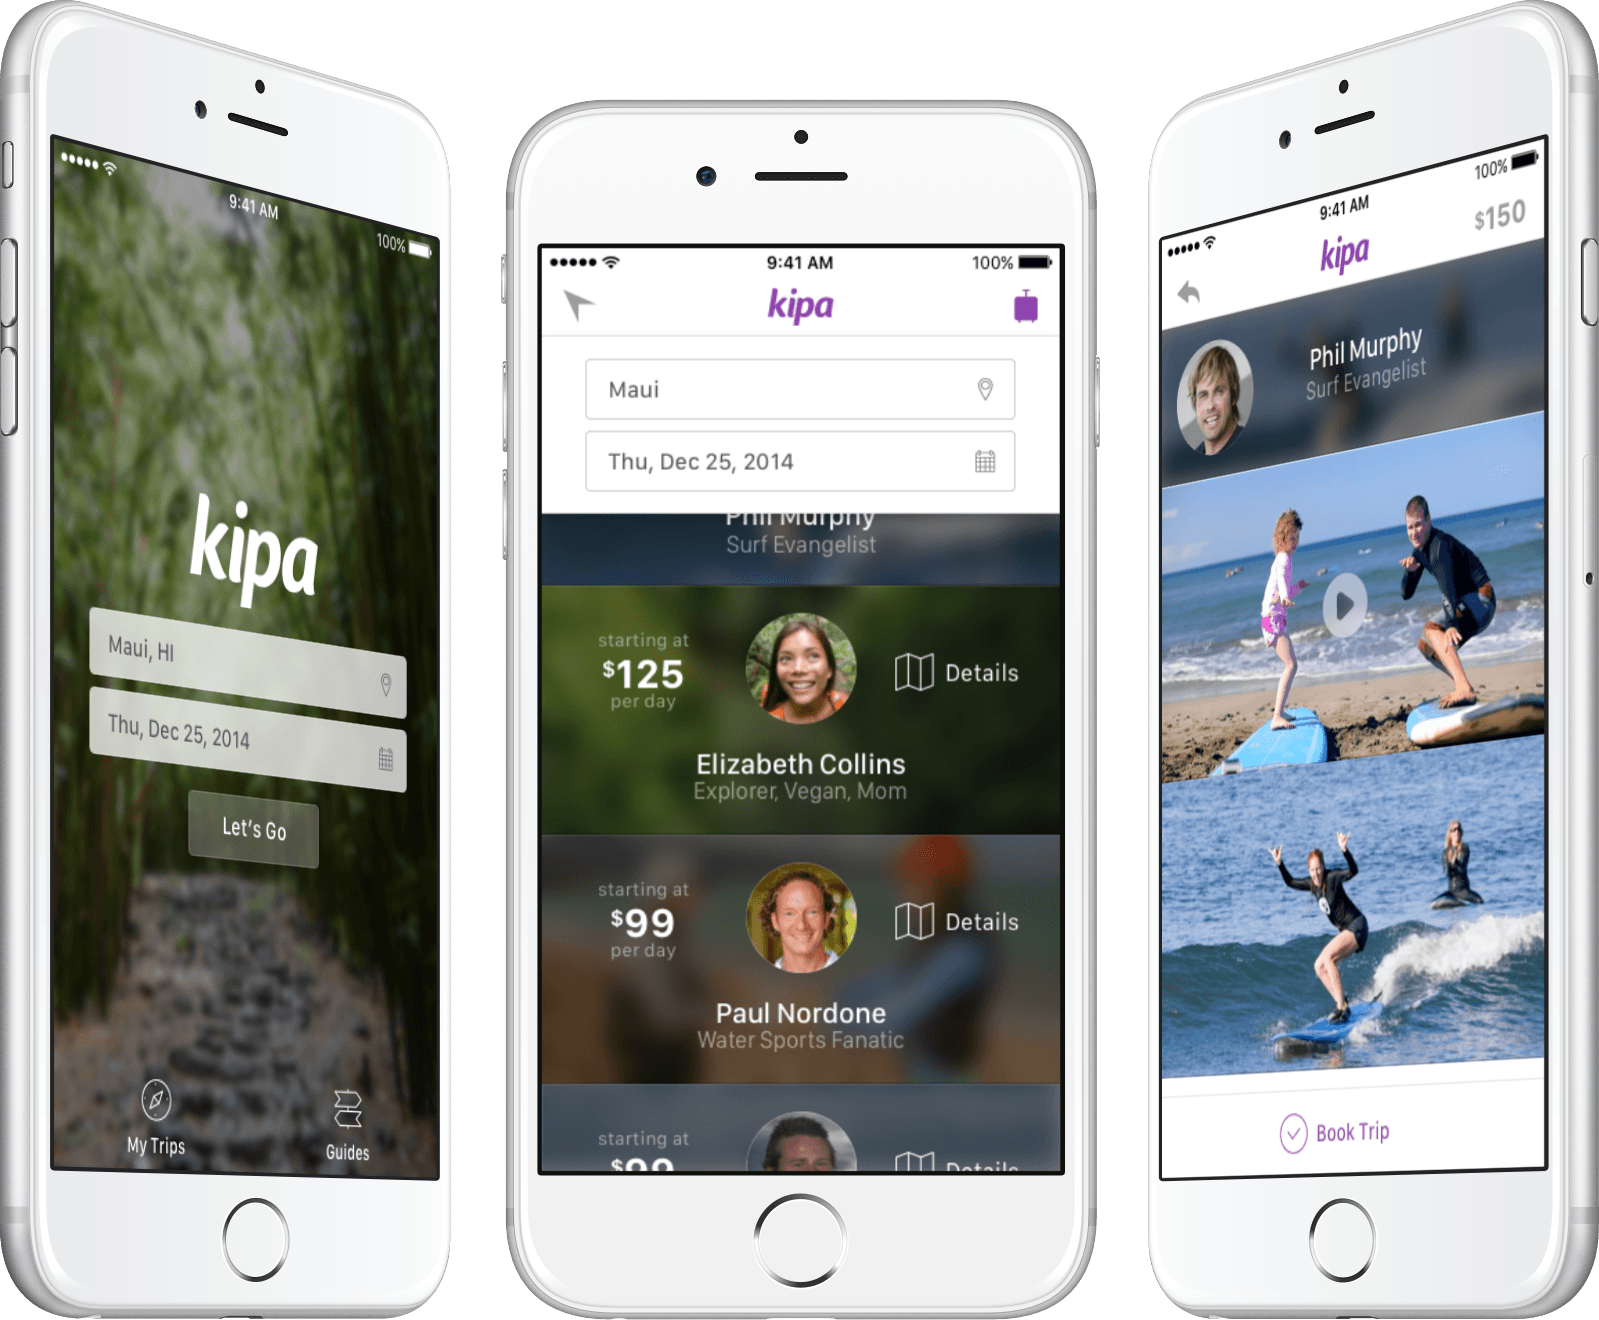 9:41 AM
100%
kipa
Maui, HI
Thu, Dec 25, 2014
Let's Go
My Trips
Guides
9:41 AM
100%
kipa
Maui
Thu, Dec 25, 2014
Phil Murphy
Surf Evangelist
starting at
$125
per day
Details
Elizabeth Collins
Explorer, Vegan, Mom
starting at
$99
per day
Details
Paul Nordone
Water Sports Fanatic
starting at
$99
Details
100%
9:41 AM
$150
kipa
Phil Murphy
Surf Evangelist
Book Trip